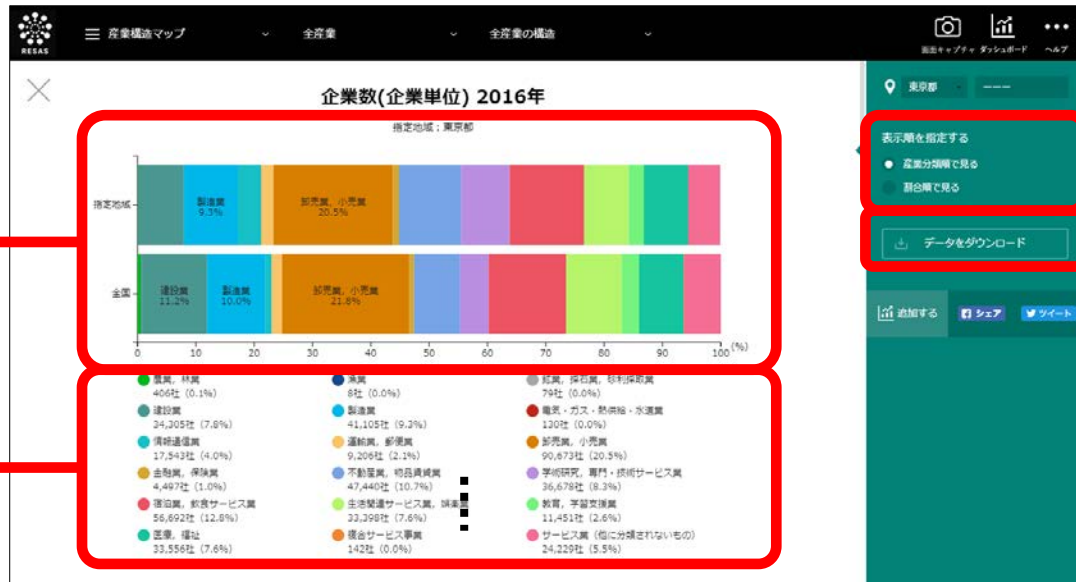 RESAS
産業構造マップ
全産業
全産業の構造
画面キャプチャ
ダッシュボード
ヘルプ
企業数(企業単位) 2016年
指定地域：東京都
指定地域
製造業
9.3%
卸売業，小売業
20.5%
全国
建設業
11.2%
製造業
10.0%
卸売業，小売業
21.8%
0 10 20 30 40 50 60 70 80 90 100 (%)
農業，林業
406社 (0.1%)
漁業
8社 (0.0%)
鉱業，採石業，砂利採取業
79社 (0.0%)
建設業
34,305社 (7.8%)
製造業
41,105社 (9.3%)
電気・ガス・熱供給・水道業
130社 (0.0%)
情報通信業
17,543社 (4.0%)
運輸業，郵便業
9,206社 (2.1%)
卸売業，小売業
90,673社 (20.5%)
金融業，保険業
4,497社 (1.0%)
不動産業，物品賃貸業
47,440社 (10.7%)
学術研究，専門・技術サービス業
36,678社 (8.3%)
宿泊業，飲食サービス業
56,692社 (12.8%)
生活関連サービス業，娯楽業
33,398社 (7.6%)
教育，学習支援業
11,451社 (2.6%)
医療，福祉
33,556社 (7.6%)
複合サービス事業
142社 (0.0%)
サービス業（他に分類されないもの）
24,229社 (5.5%)
東京都
---
表示順を指定する
産業分類順で見る
割合順で見る
データをダウンロード
追加する
シェア
ツイート